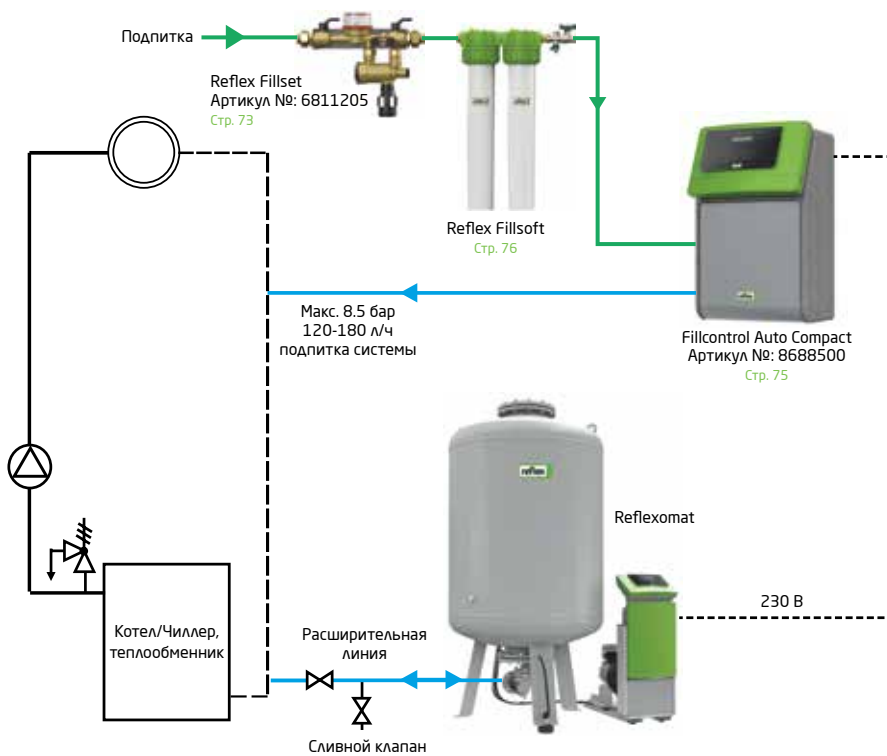 Подпитка
Reflex Fillset
Артикул №: 6811205
Стр. 73
Reflex Fillsoft
Стр. 76
Макс. 8.5 бар
120-180 л/ч
подпитка системы
Fillcontrol Auto Compact
Артикул №: 8688500
Стр. 75
reflex
Reflexomat
230 В
Котел/Чиллер,
теплообменник
Расширительная
линия
Сливной клапан